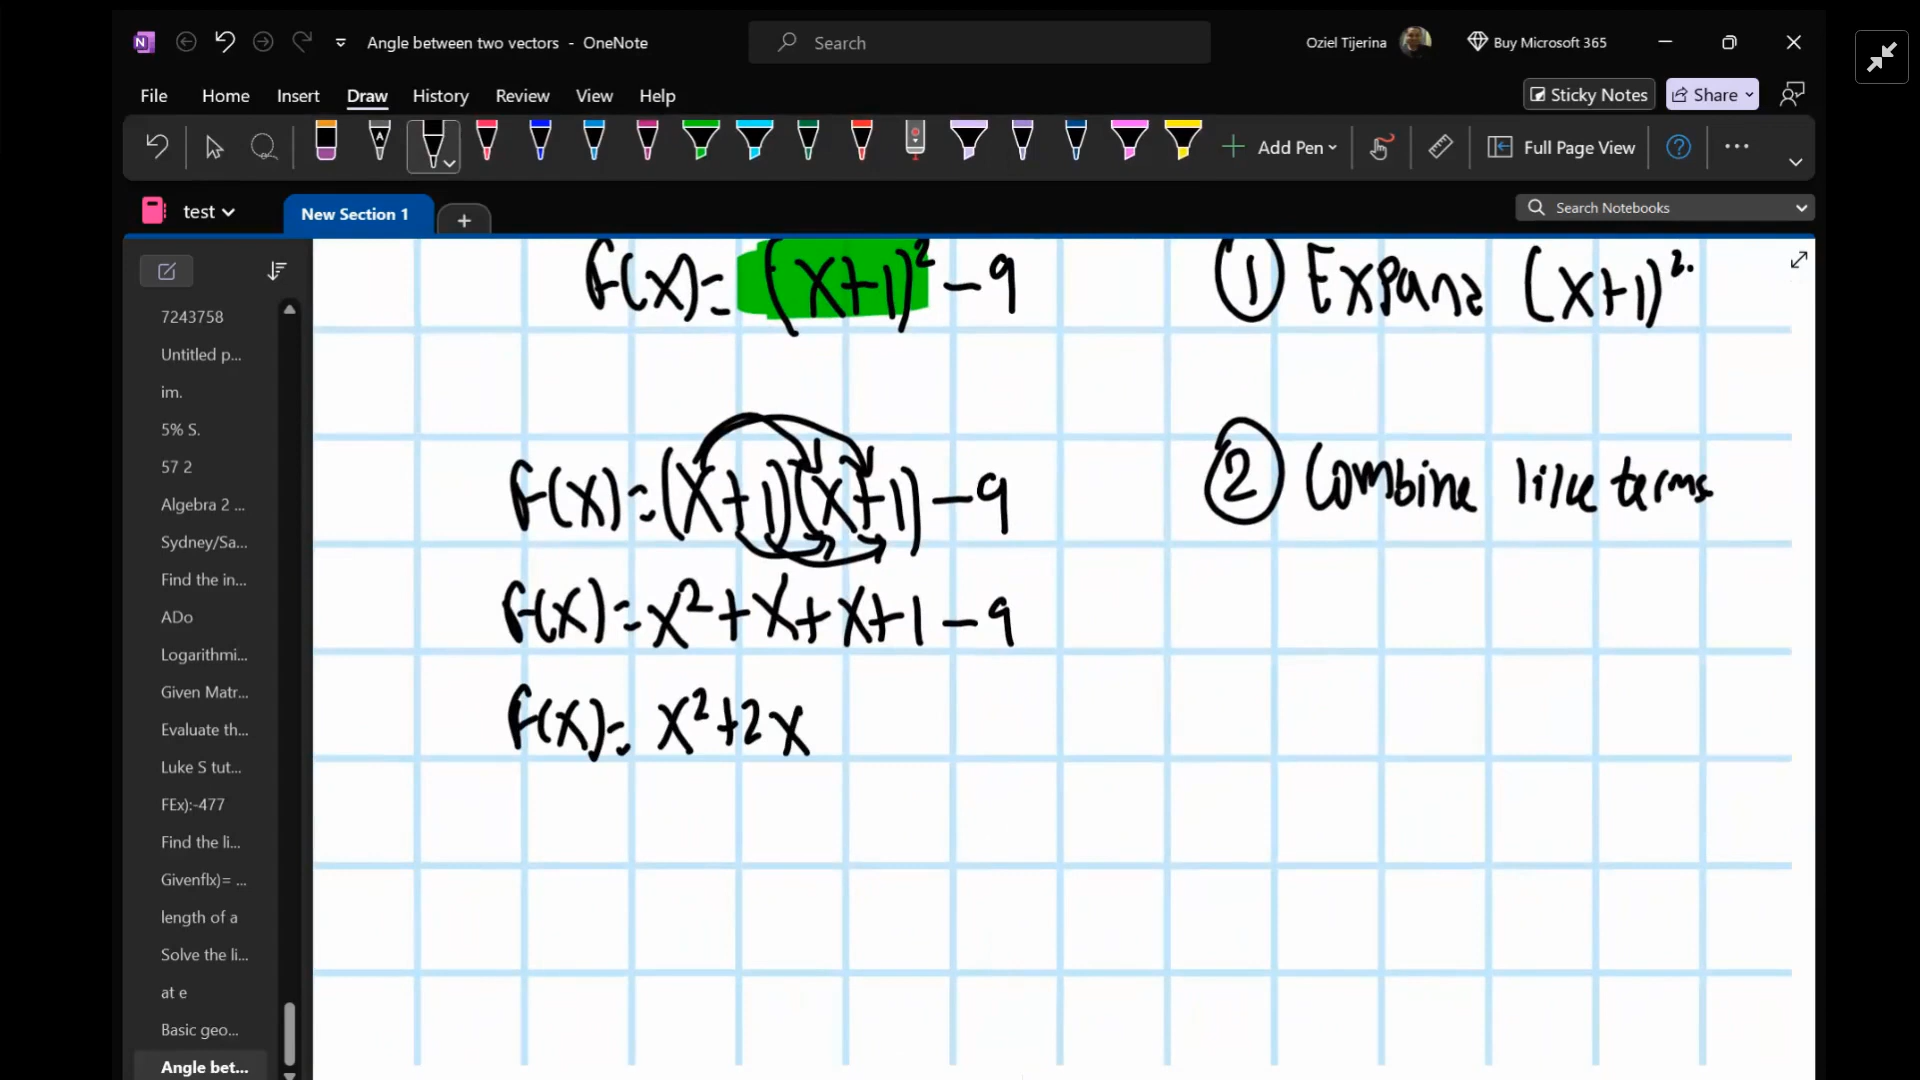 Angle between two vectors - OneNote
Search
Oziel Tijerina
Buy Microsoft 365
File Home Insert Draw History Review View Help
Sticky Notes
Share
Add Pen
Full Page View
test
New Section 1
Search Notebooks
7243758
Untitled p...
im.
5% S.
57 2
Algebra 2 ...
Sydney/Sa...
Find the in...
ADo
Logarithmi...
Given Matr...
Evaluate th...
Luke S tut...
FEx):-477
Find the li...
Givenflx)= ...
length of a
Solve the li...
at e
Basic geo...
Angle bet...
f(x)= (x+1)² -9
① Expand (x+1)².
f(x)=(x+1)(x+1)-9
② Combine like terms
f(x)=x²+x+x+1-9
f(x)= x²+2x